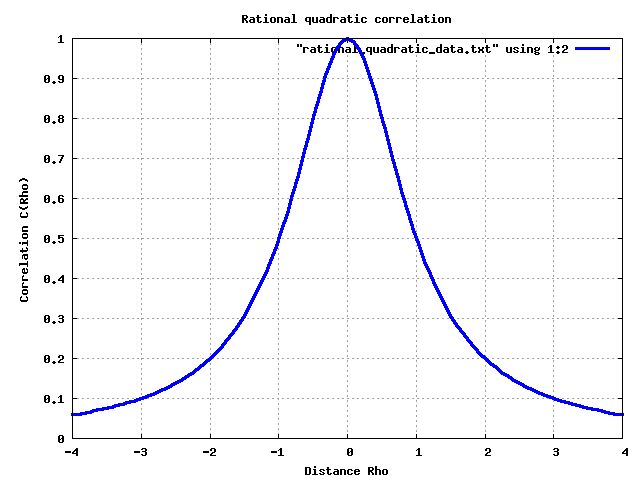 Rational quadratic correlation
"rational_quadratic_data.txt" using 1:2
1
0.9
0.8
0.7
0.6
0.5
0.4
0.3
0.2
0.1
0
Correlation C(Rho)
-4 -3 -2 -1 0 1 2 3 4
Distance Rho